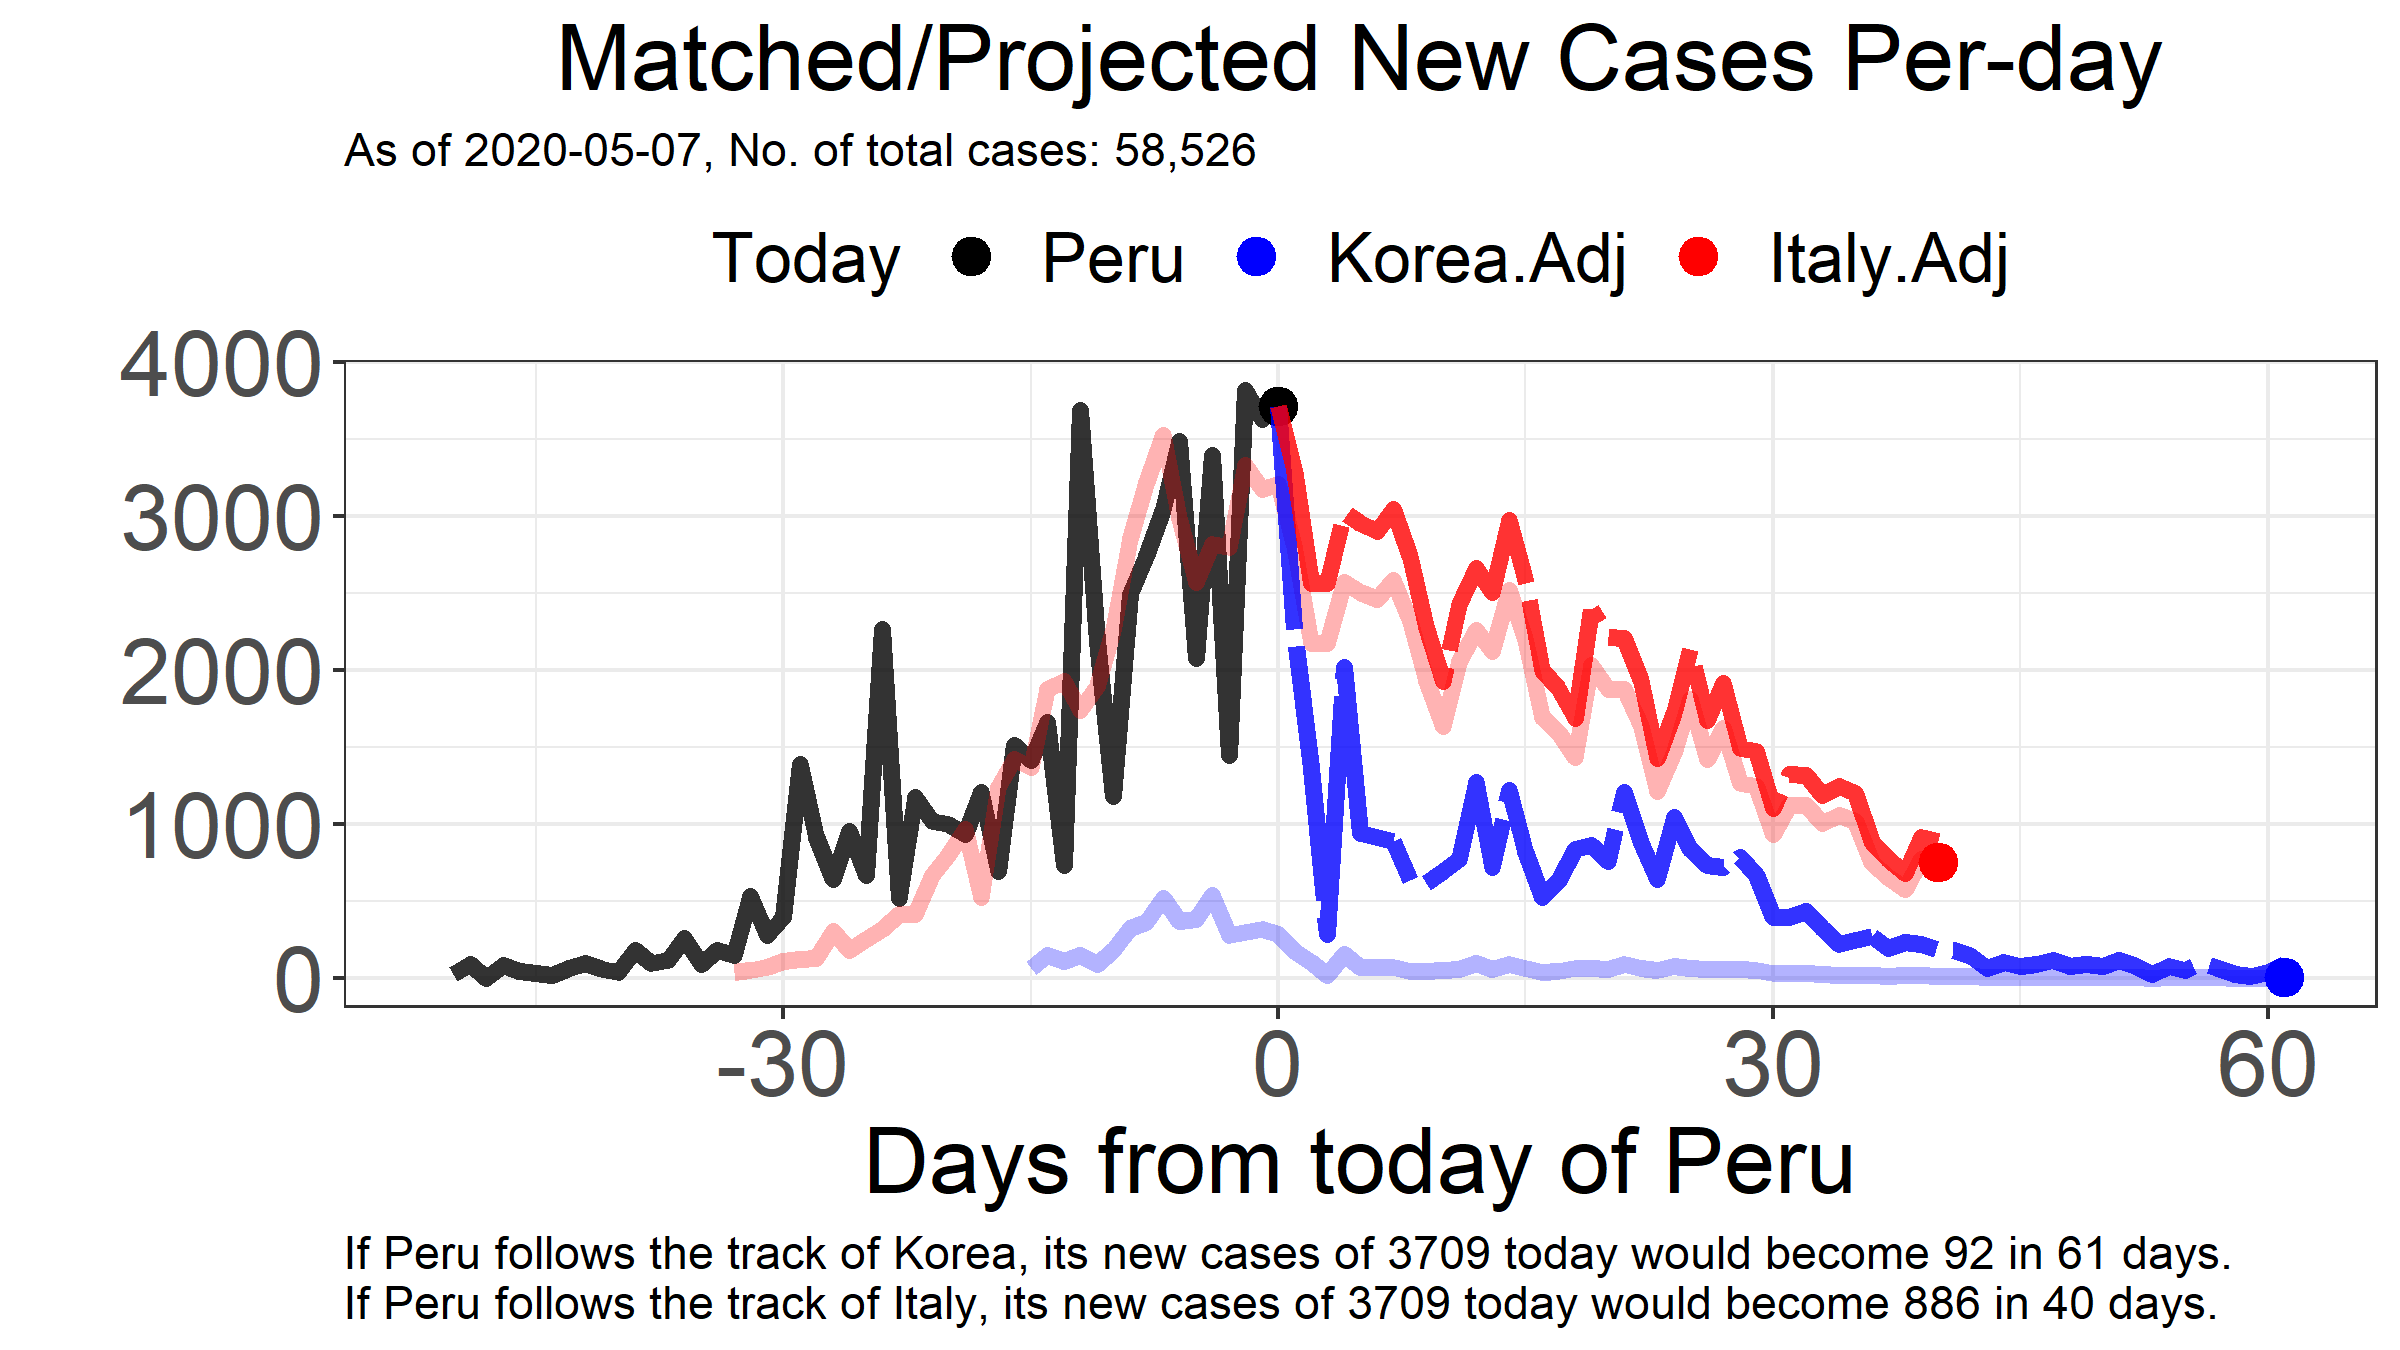 Matched/Projected New Cases Per-day
As of 2020-05-07, No. of total cases: 58,526
Today Peru Korea.Adj Italy.Adj
4000
3000
2000
1000
0
-30 0 30 60
Days from today of Peru
If Peru follows the track of Korea, its new cases of 3709 today would become 92 in 61 days.
If Peru follows the track of Italy, its new cases of 3709 today would become 886 in 40 days.